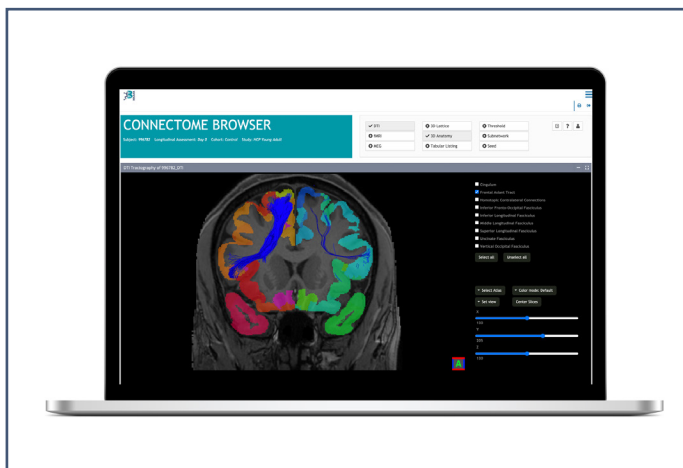 CONNECTOME BROWSER
Subject: 996782 Longitudinal Assessment: Day 0 Cohort: Control Study: HCP Young Adult
DTI
3D Lattice
Threshold
fMRI
3D Anatomy
Subnetwork
MEG
Tabular Listing
Seed
?
DTI Tractography of 996782_DTI
Cingulum
Frontal Aslant Tract
Homotopic Contralateral Connections
Inferior Fronto Occipital Fasciculus
Inferior Longitudinal Fasciculus
Middle Longitudinal Fasciculus
Superior Longitudinal Fasciculus
Uncinate Fasciculus
Vertical Occipital Fasciculus
Select all
Unselect all
Select Atlas
Color mode: Default
Set view
Center Slices
X
Y
Z
A